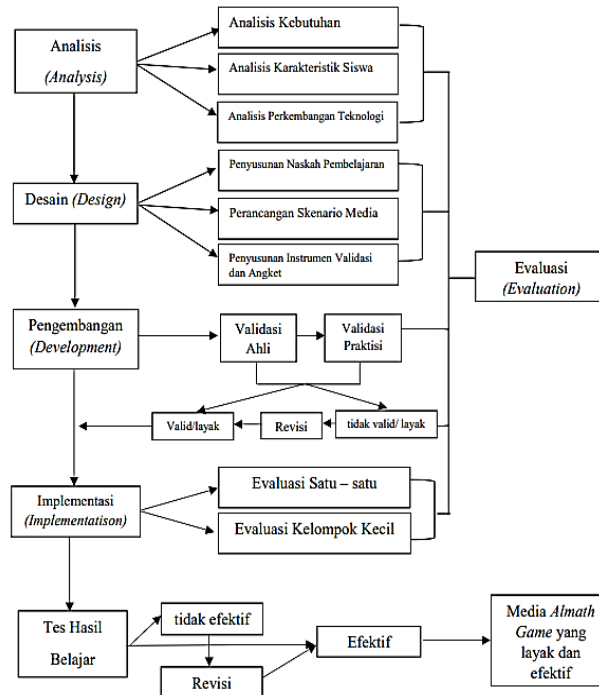 Analisis
(Analysis)
Analisis Kebutuhan
Analisis Karakteristik Siswa
Analisis Perkembangan Teknologi
Desain (Design)
Penyusunan Naskah Pembelajaran
Perancangan Skenario Media
Penyusunan Instrumen Validasi
dan Angket
Evaluasi
(Evaluation)
Pengembangan
(Development)
Validasi
Ahli
Validasi
Praktisi
Valid/layak
Revisi
tidak valid/ layak
Implementasi
(Implementatison)
Evaluasi Satu – satu
Evaluasi Kelompok Kecil
Tes Hasil
Belajar
tidak efektif
Revisi
Efektif
Media Almath
Game yang
layak dan
efektif